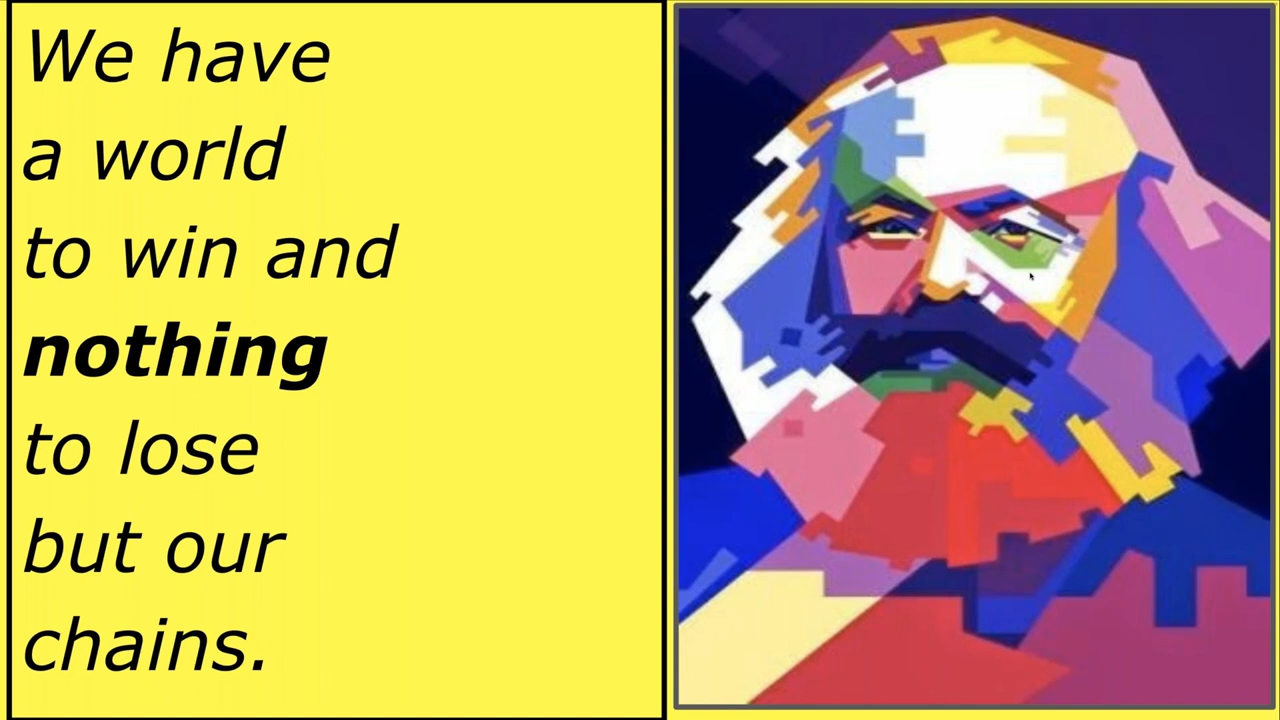 We have
a world
to win and
nothing
to lose
but our
chains.